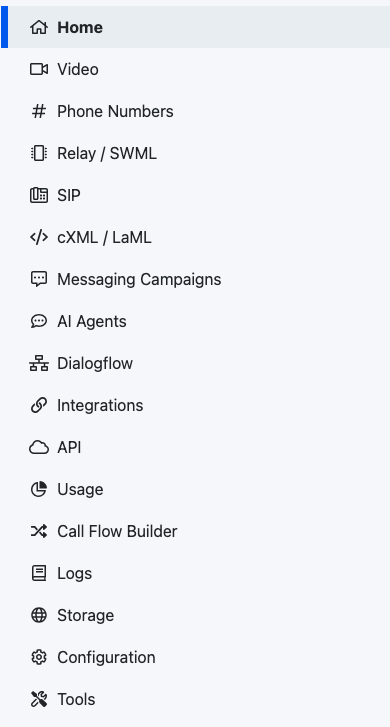 Home
Video
Phone Numbers
Relay / SWML
SIP
cXML / LaML
Messaging Campaigns
AI Agents
Dialogflow
Integrations
API
Usage
Call Flow Builder
Logs
Storage
Configuration
Tools